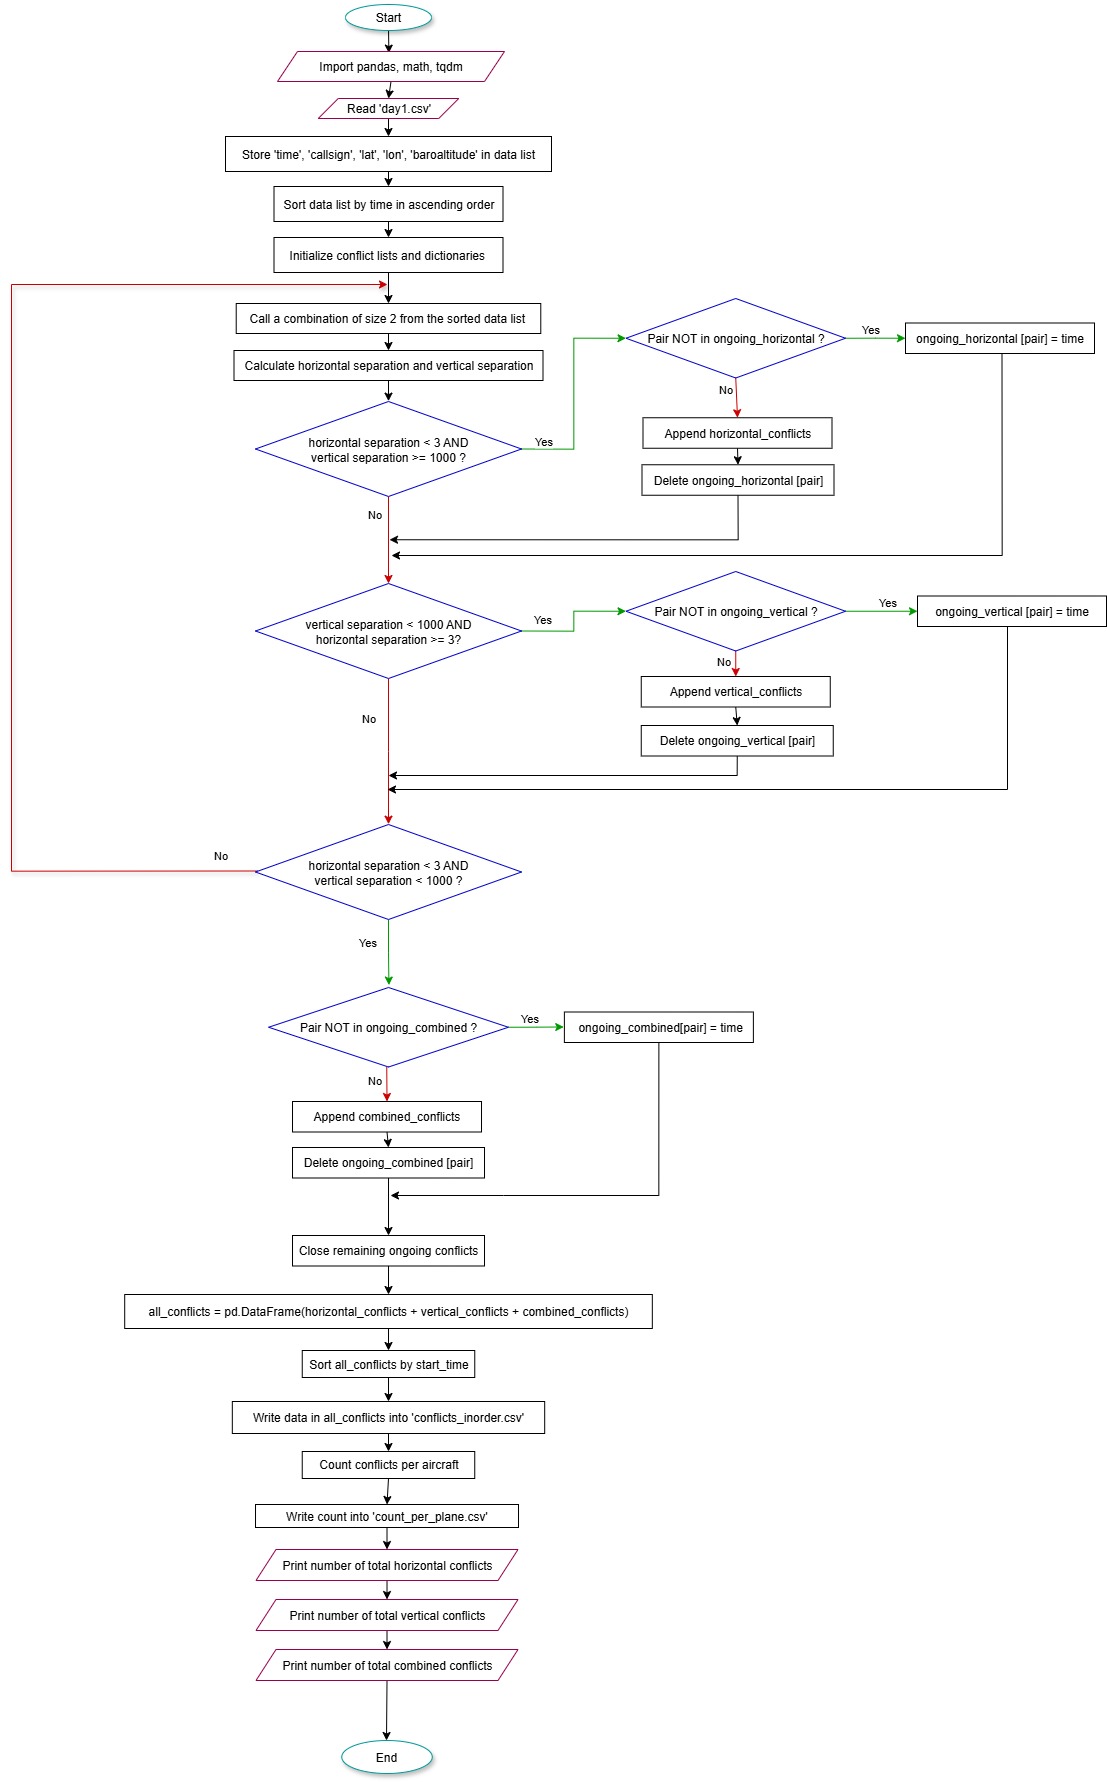 Start
Import pandas, math, tqdm
Read 'day1.csv'
Store 'time', 'callsign', 'lat', 'lon', 'baroaltitude' in data list
Sort data list by time in ascending order
Initialize conflict lists and dictionaries
Call a combination of size 2 from the sorted data list
Calculate horizontal separation and vertical separation
horizontal separation < 3 AND
vertical separation >= 1000 ?
Yes
Pair NOT in ongoing_horizontal ?
Yes
ongoing_horizontal [pair] = time
No
Append horizontal_conflicts
Delete ongoing_horizontal [pair]
No
vertical separation < 1000 AND
horizontal separation >= 3?
Yes
Pair NOT in ongoing_vertical ?
Yes
ongoing_vertical [pair] = time
No
Append vertical_conflicts
Delete ongoing_vertical [pair]
No
horizontal separation < 3 AND
vertical separation < 1000 ?
No
Yes
Pair NOT in ongoing_combined ?
Yes
ongoing_combined[pair] = time
No
Append combined_conflicts
Delete ongoing_combined [pair]
Close remaining ongoing conflicts
all_conflicts = pd.DataFrame(horizontal_conflicts + vertical_conflicts + combined_conflicts)
Sort all_conflicts by start_time
Write data in all_conflicts into 'conflicts_inorder.csv'
Count conflicts per aircraft
Write count into 'count_per_plane.csv'
Print number of total horizontal conflicts
Print number of total vertical conflicts
Print number of total combined conflicts
End